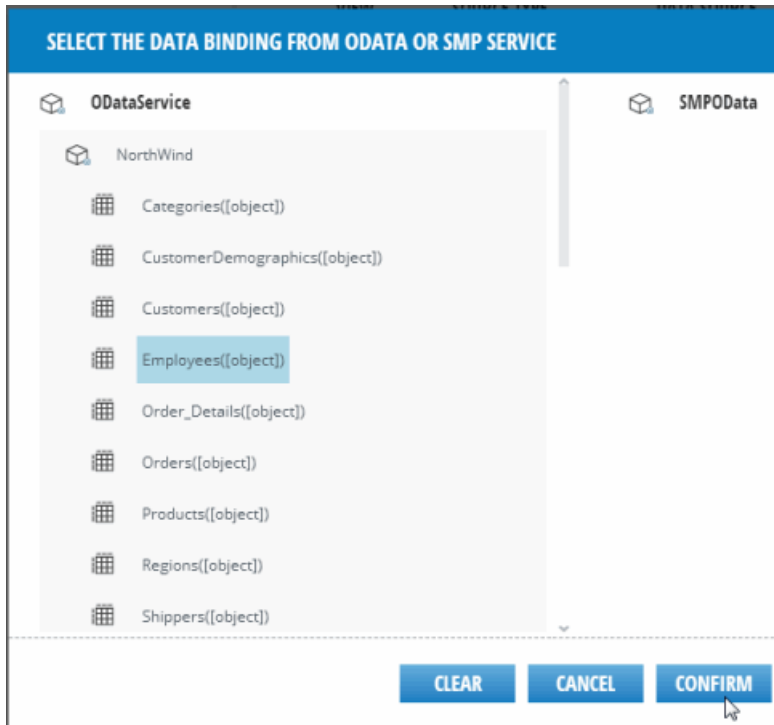 SELECT THE DATA BINDING FROM ODATA OR SMP SERVICE
ODataService
SMPOData
NorthWind
Categories([object])
CustomerDemographics([object])
Customers([object])
Employees([object])
Order_Details([object])
Orders([object])
Products([object])
Regions([object])
Shippers([object])
CLEAR
CANCEL
CONFIRM